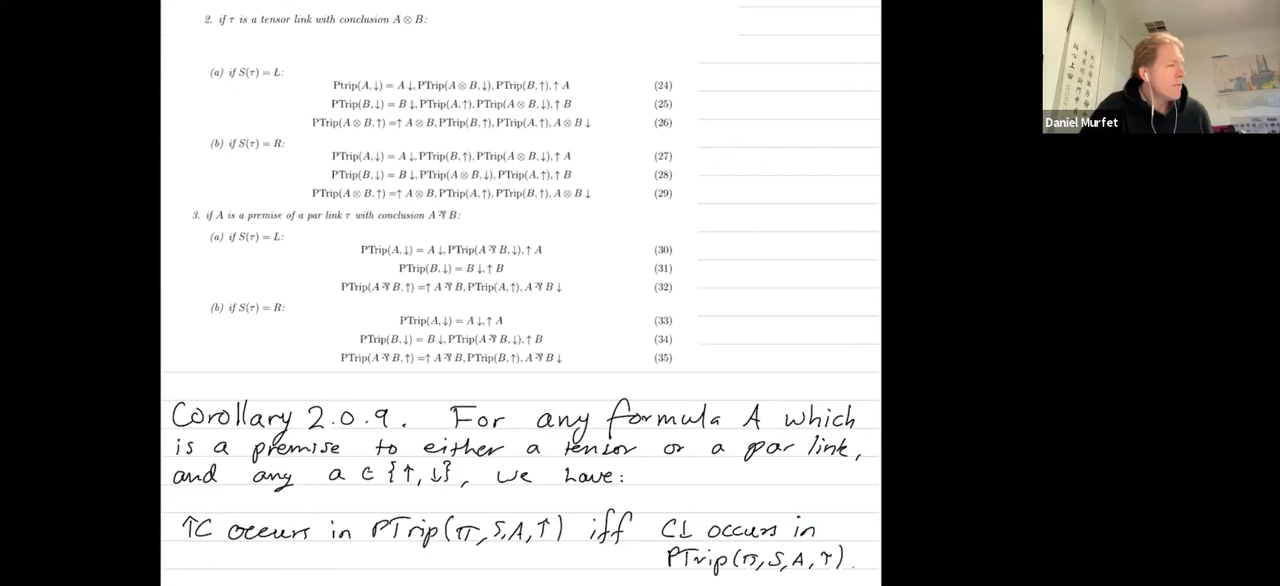 2. if τ is a tensor link with conclusion A ⊗ B:
(a) if S(τ) = L:
Ptrip(A,↓) = A ↓, PTrip(A ⊗ B,↓), PTrip(B,↑), ↑ A (24)
PTrip(B,↓) = B ↓, PTrip(A,↑), PTrip(A ⊗ B,↓), ↑ B (25)
PTrip(A ⊗ B,↑) =↑ A ⊗ B, PTrip(B,↑), PTrip(A,↑), A ⊗ B ↓ (26)
(b) if S(τ) = R:
PTrip(A,↓) = A ↓, PTrip(B,↑), PTrip(A ⊗ B,↓), ↑ A (27)
PTrip(B,↓) = B ↓, PTrip(A ⊗ B,↓), PTrip(A,↑), ↑ B (28)
PTrip(A ⊗ B,↑) =↑ A ⊗ B, PTrip(A,↑), PTrip(B,↑), A ⊗ B ↓ (29)
3. if A is a premise of a par link τ with conclusion A ⅋ B:
(a) if S(τ) = L:
PTrip(A,↓) = A ↓, PTrip(A ⅋ B,↓), ↑ A (30)
PTrip(B,↓) = B ↓, ↑ B (31)
PTrip(A ⅋ B,↑) =↑ A ⅋ B, PTrip(A,↑), A ⅋ B ↓ (32)
(b) if S(τ) = R:
PTrip(A,↓) = A ↓, ↑ A (33)
PTrip(B,↓) = B ↓, PTrip(A ⅋ B,↓), ↑ B (34)
PTrip(A ⅋ B,↑) =↑ A ⅋ B, PTrip(B,↑), A ⅋ B ↓ (35)
Corollary 2.0.9. For any formula A which
is a premise to either a tensor or a par link,
and any a ∈ {↑, ↓}, we have:
↑C occurs in PTrip(π, S, A, ↑) iff C↓ occurs in
PTrip(π, S, A, ↑).
Daniel Murfet